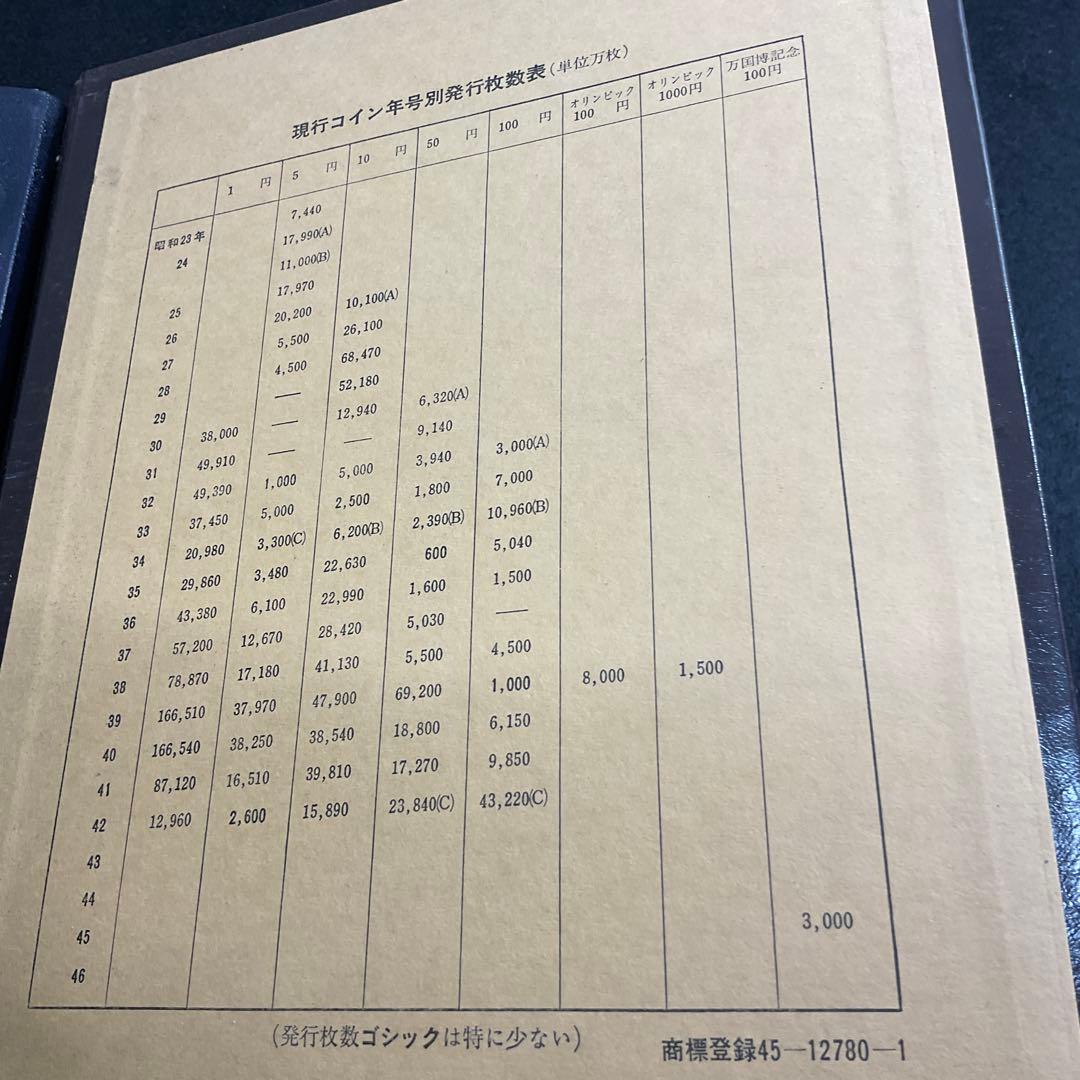 現行コイン年号別発行枚数表(単位万枚)
1 円 5 円 10 円 50 円 100 円 オリンピック 100 円 オリンピック 1000円 万国博記念 100円
昭和23年 7,440
24 17,990(A)
11,000(B)
25 17,970
26 20,200 10,100(A)
27 5,500 26,100
28 4,500 68,470
29 — 52,180
30 38,000 — 12,940 6,320(A)
31 49,910 — — 9,140
32 49,390 1,000 5,000 3,940 3,000(A)
33 37,450 5,000 2,500 1,800 7,000
34 20,980 3,300(C) 6,200(B) 2,390(B) 10,960(B)
35 29,860 3,480 22,630 600 5,040
36 43,380 6,100 22,990 1,600 1,500
37 57,200 12,670 28,420 5,030 —
38 78,870 17,180 41,130 5,500 4,500
39 166,510 37,970 47,900 69,200 1,000 8,000 1,500
40 166,540 38,250 38,540 18,800 6,150
41 87,120 16,510 39,810 17,270 9,850
42 12,960 2,600 15,890 23,840(C) 43,220(C)
43
44
45 3,000
46
(発行枚数ゴシックは特に少ない)
商標登録45—12780—1